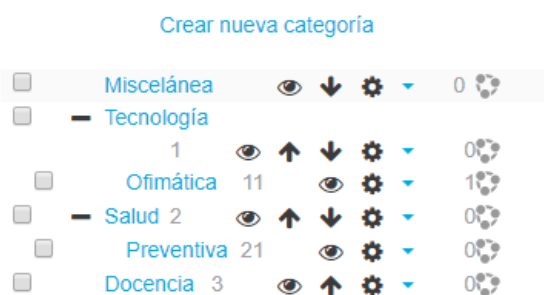 Crear nueva categoría
Miscelánea 0
Tecnología
1 0
Ofimática 11 1
Salud 2 0
Preventiva 21 0
Docencia 3 0